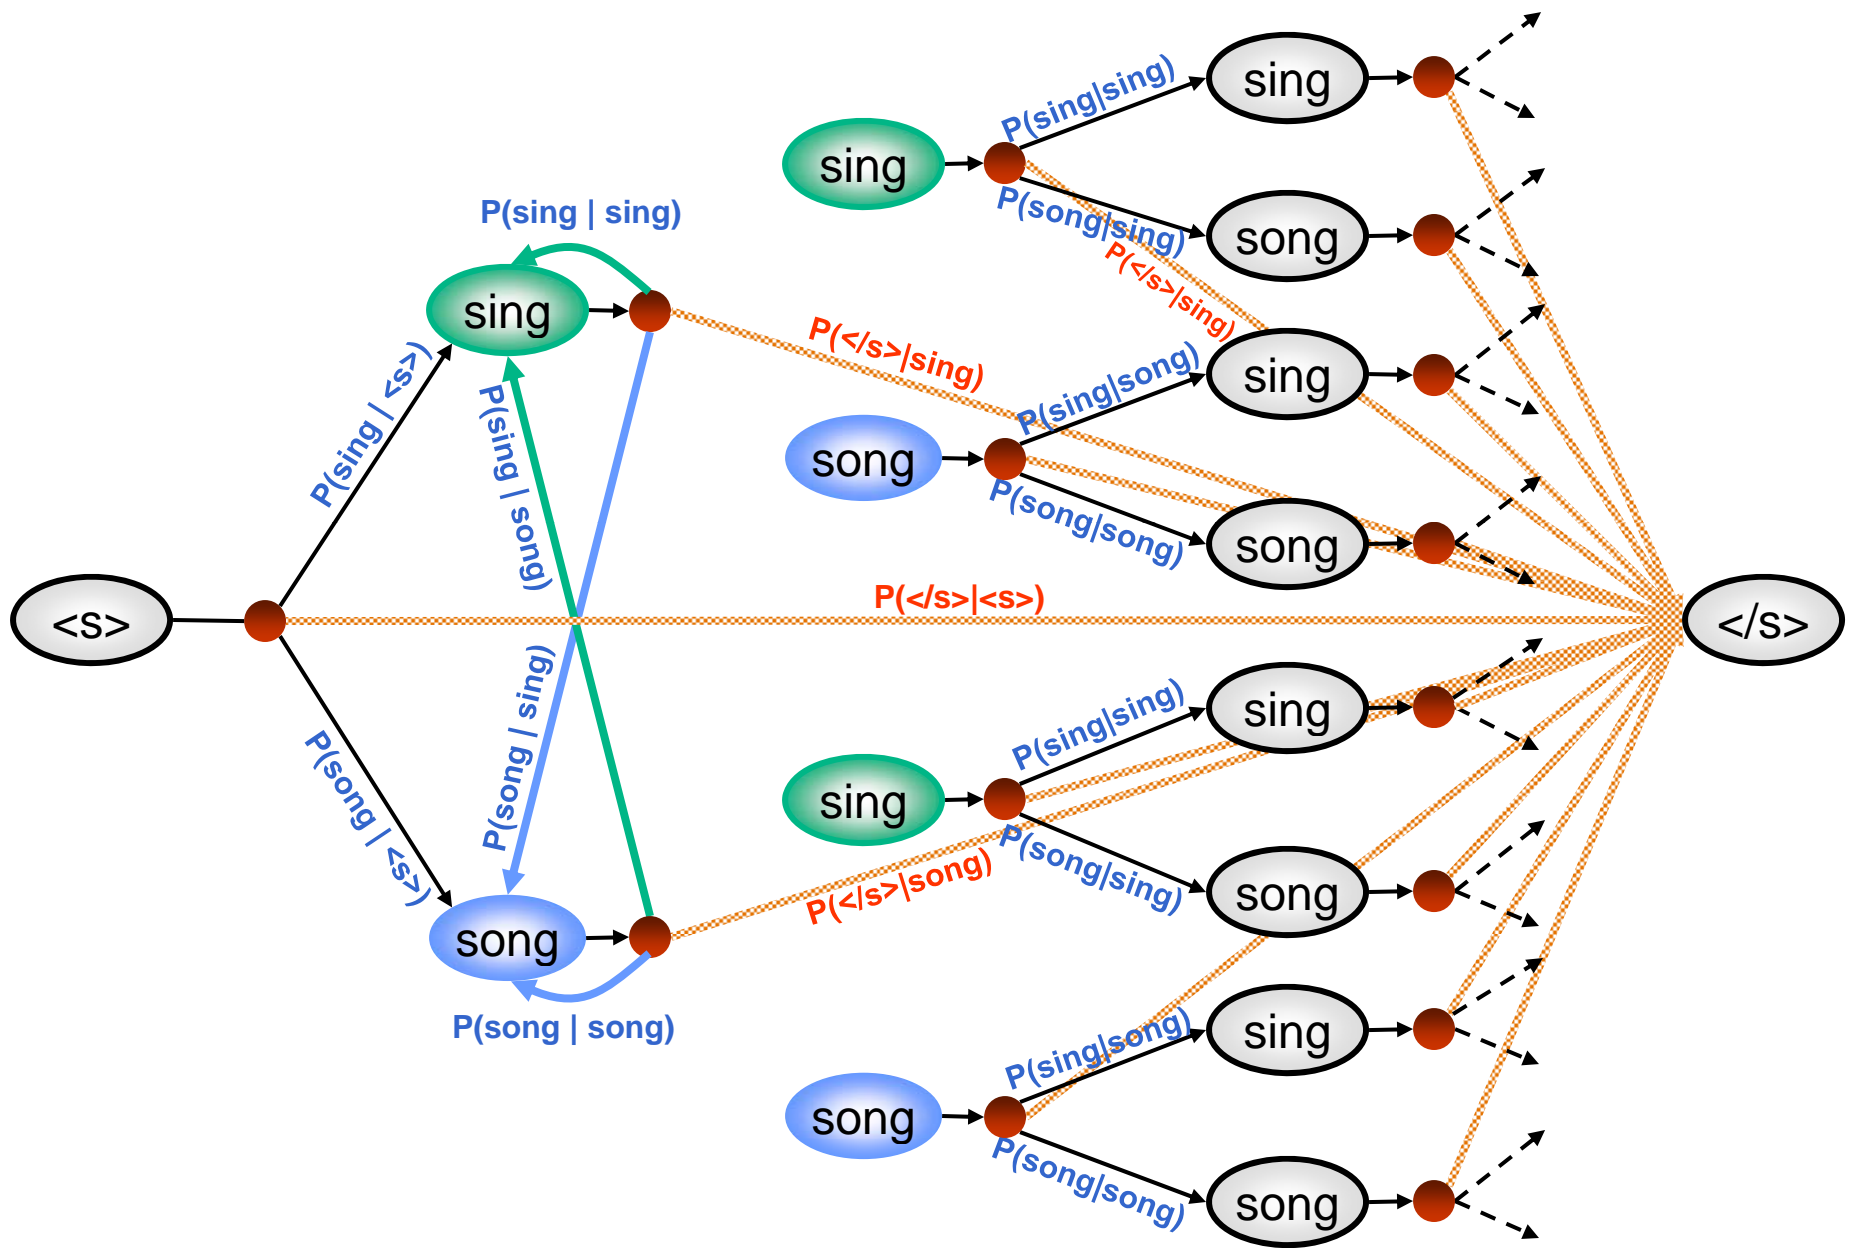 <s>
P(sing | <s>)
P(song | <s>)
P(sing | sing)
sing
P(sing | song)
P(song | sing)
song
P(song | song)
P(</s>|sing)
P(</s>|<s>)
P(</s>|song)
sing
P(sing|sing)
P(song|sing)
P(</s>|sing)
sing
song
song
P(sing|song)
P(song|song)
sing
song
sing
P(sing|sing)
P(song|sing)
sing
song
song
P(sing|song)
P(song|song)
sing
song
</s>